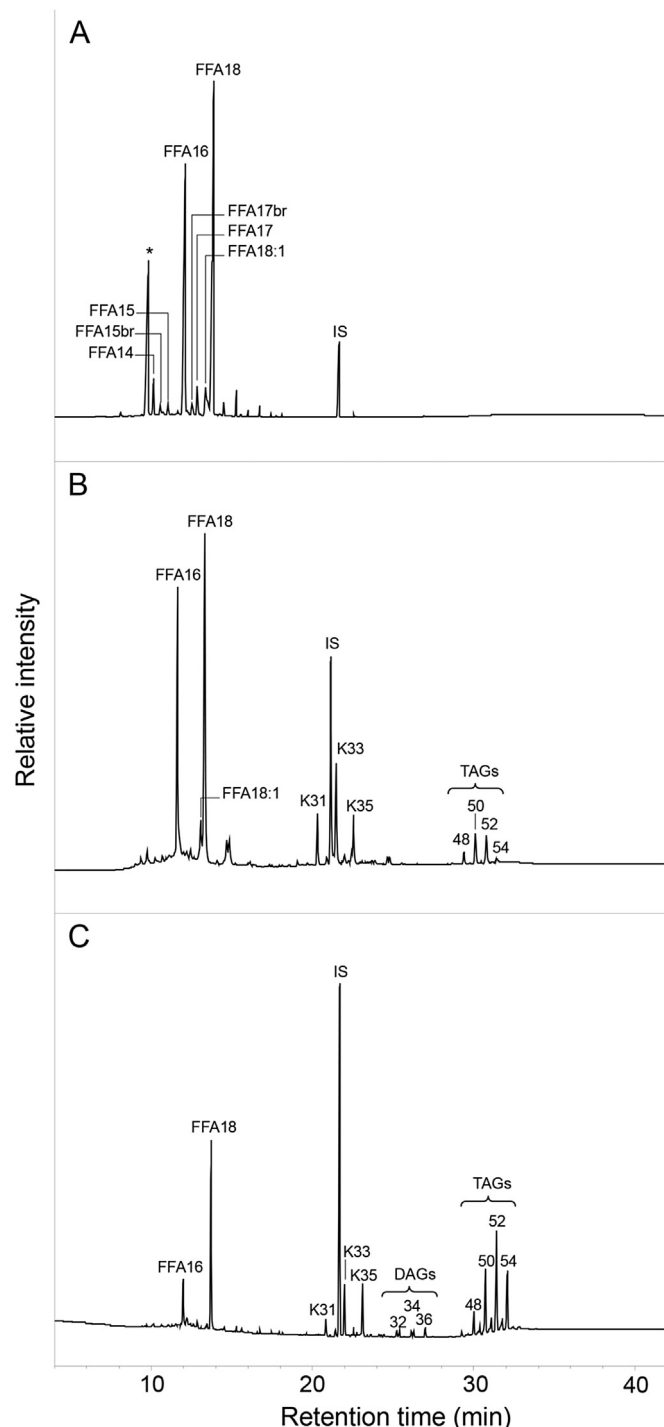 A
FFA18
FFA16
FFA17br
*
FFA17
FFA18:1
FFA15
FFA15br
FFA14
IS
B
FFA18
FFA16
IS
K33
FFA18:1
K31
K35
TAGs
50
48
52
54
C
IS
FFA18
FFA16
K31
K33
K35
DAGs
34
32
36
TAGs
52
50
54
48
Relative intensity
10
20
30
40
Retention time (min)